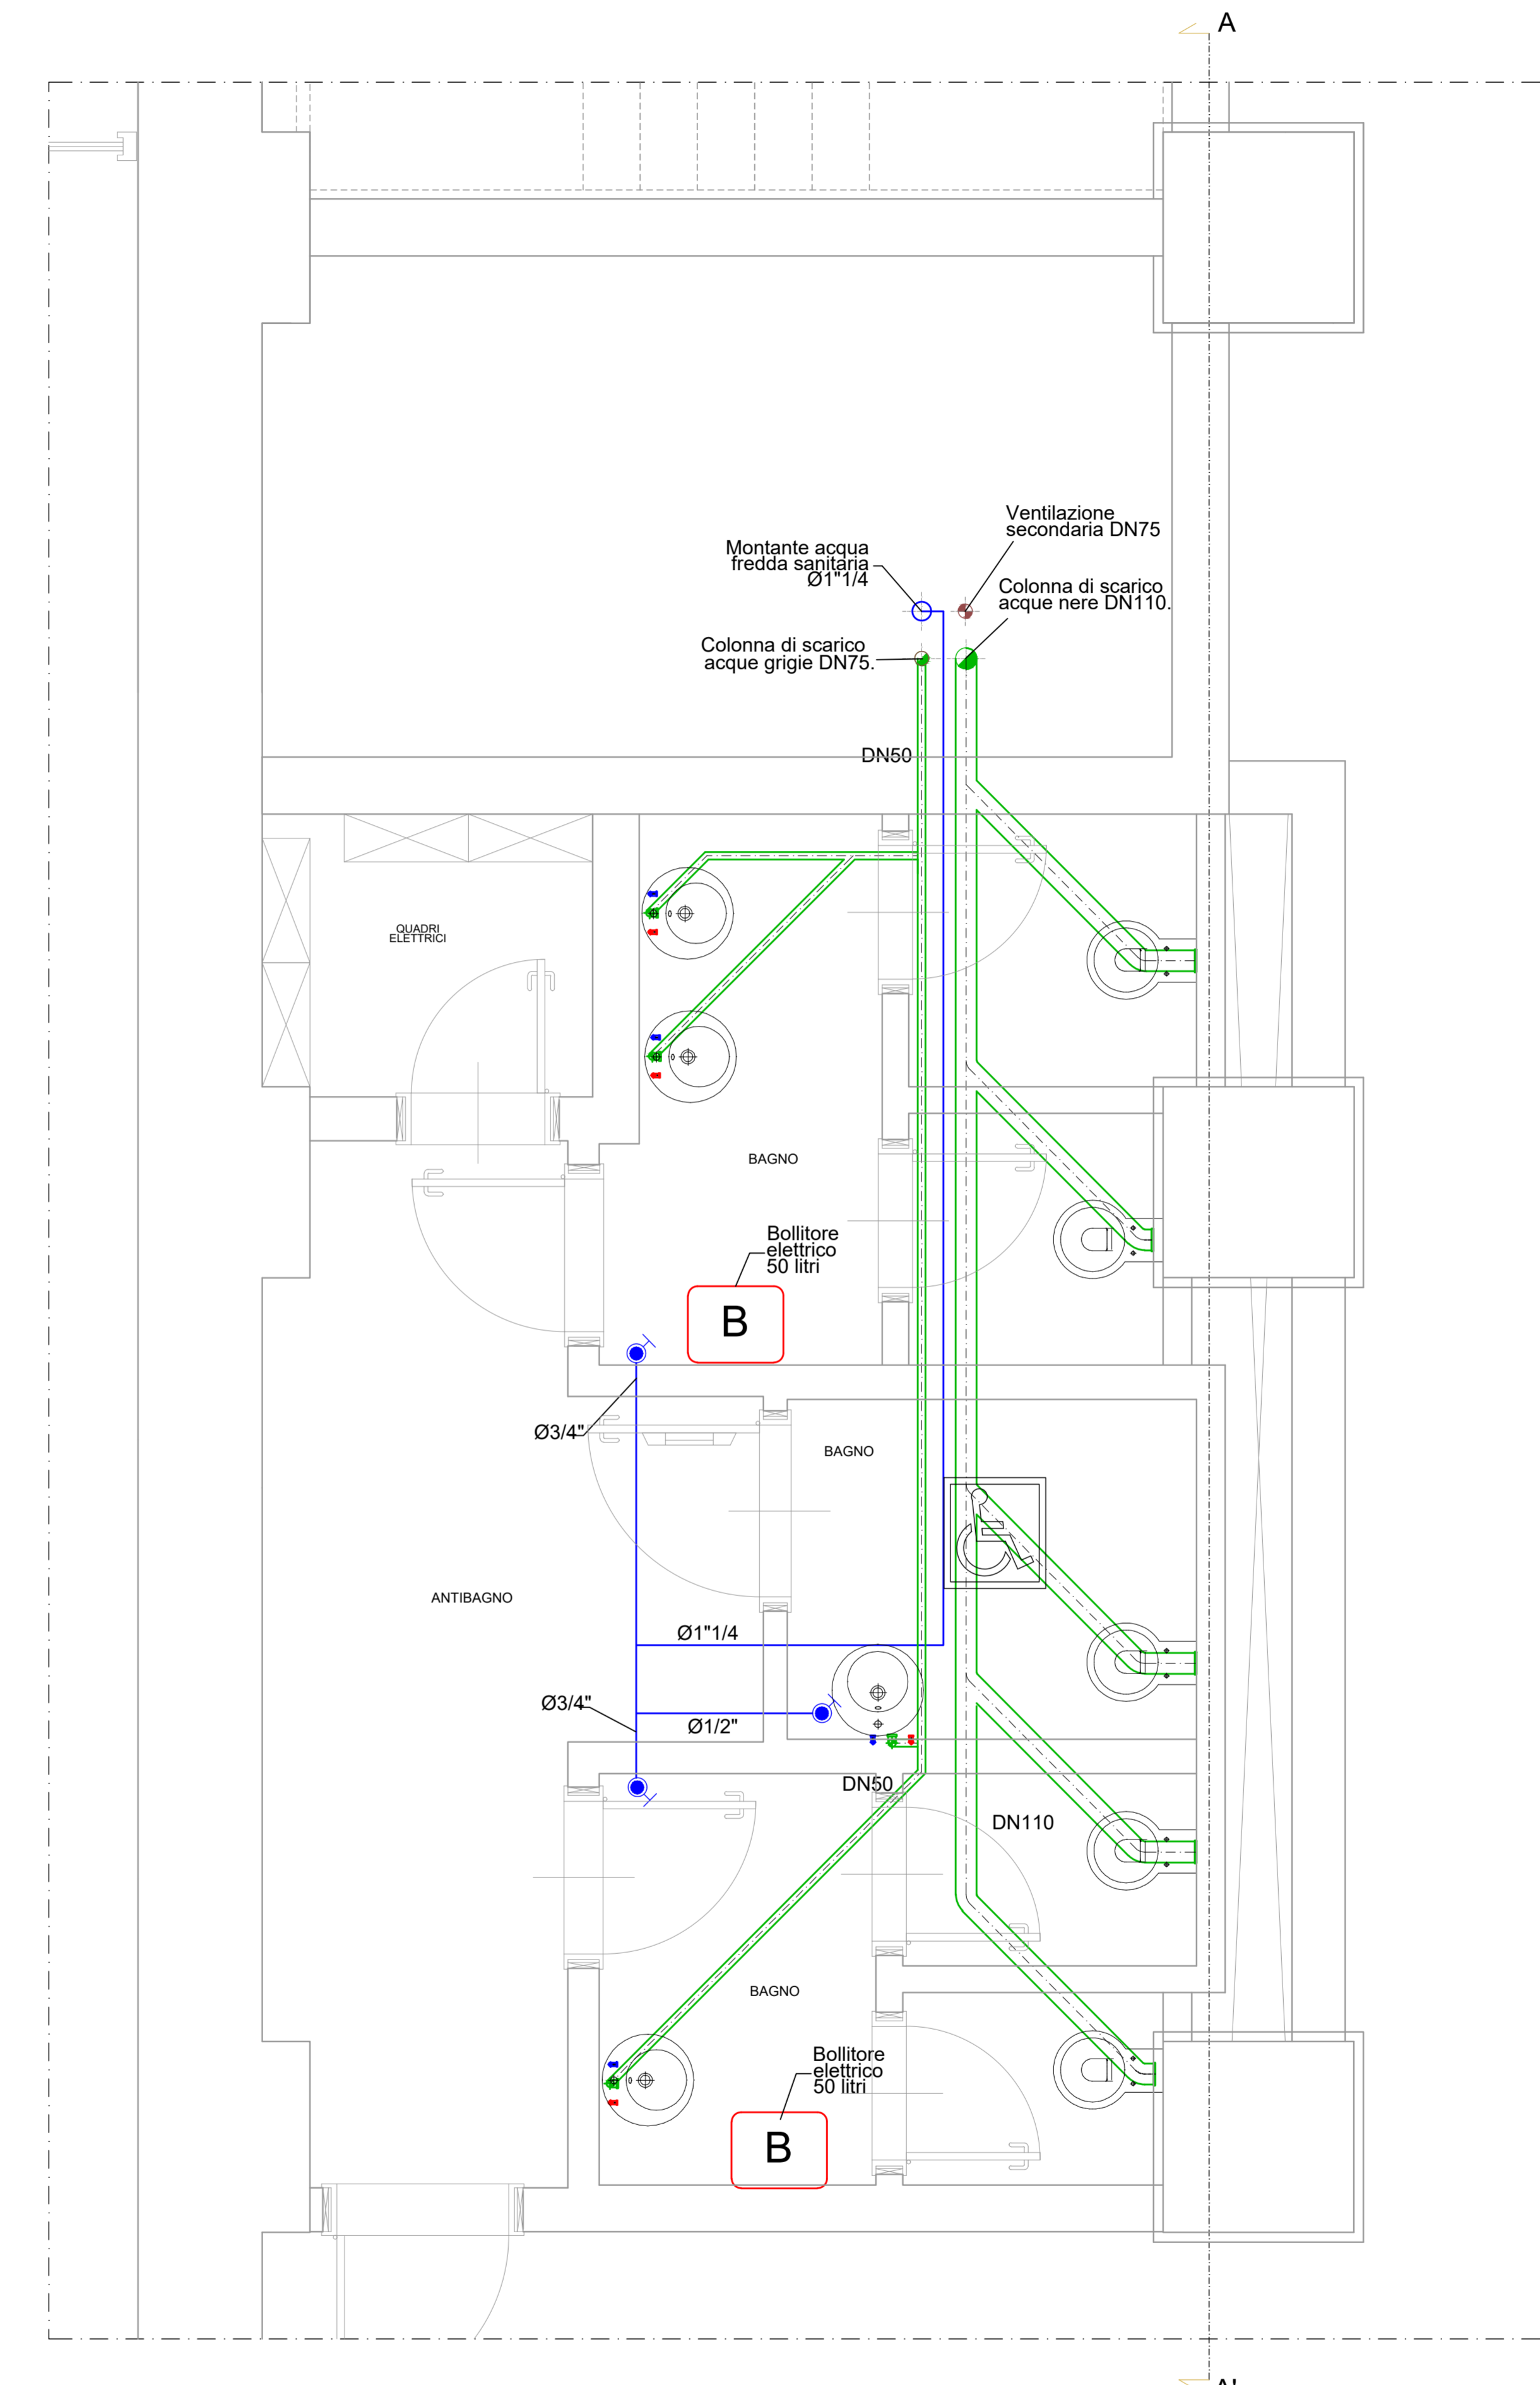 A
Ventilazione
secondaria DN75
Montante acqua
fredda sanitaria
Ø1"1/4
Colonna di scarico
acque nere DN110.
Colonna di scarico
acque grigie DN75.
DN50
QUADRI
ELETTRICI
BAGNO
Bollitore
elettrico
50 litri
B
Ø3/4"
BAGNO
ANTIBAGNO
Ø1"1/4
Ø3/4"
Ø1/2"
DN50
DN110
BAGNO
Bollitore
elettrico
50 litri
B
A'